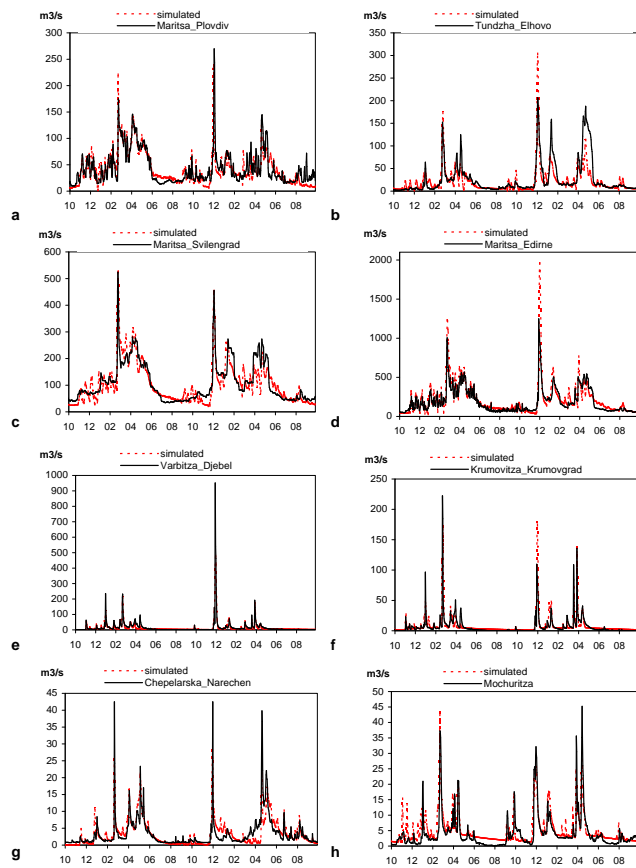 m3/s
simulated
Maritsa_Plovdiv
300
250
200
150
100
50
0
10 12 02 04 06 08 10 12 02 04 06 08
a
m3/s
simulated
Tundzha_Elhovo
350
300
250
200
150
100
50
0
10 12 02 04 06 08 10 12 02 04 06 08
b
m3/s
simulated
Maritsa_Svilengrad
600
500
400
300
200
100
0
10 12 02 04 06 08 10 12 02 04 06 08
c
m3/s
simulated
Maritsa_Edirne
2000
1500
1000
500
0
10 12 02 04 06 08 10 12 02 04 06 08
d
m3/s
simulated
Varbitza_Djebel
1000
900
800
700
600
500
400
300
200
100
0
10 12 02 04 06 08 10 12 02 04 06 08
e
m3/s
simulated
Krumovitza_Krumovgrad
250
200
150
100
50
0
10 12 02 04 06 08 10 12 02 04 06 08
f
m3/s
simulated
Chepelarska_Narechen
45
40
35
30
25
20
15
10
5
0
10 12 02 04 06 08 10 12 02 04 06 08
g
m3/s
simulated
Mochuritza
50
45
40
35
30
25
20
15
10
5
0
10 12 02 04 06 08 10 12 02 04 06 08
h